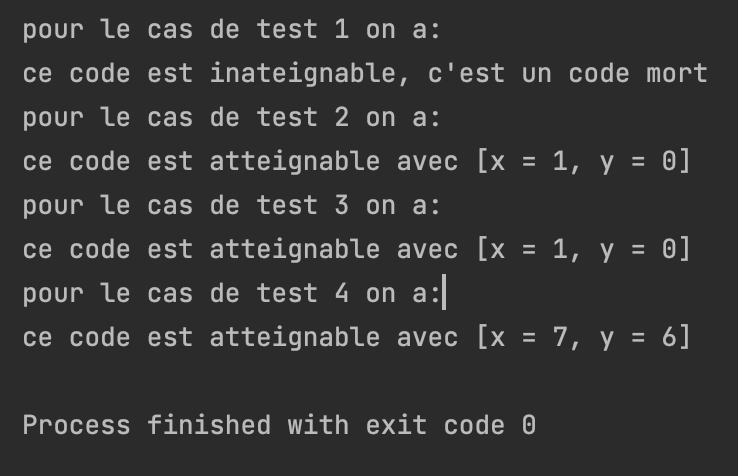 pour le cas de test 1 on a:
ce code est inateignable, c'est un code mort
pour le cas de test 2 on a:
ce code est atteignable avec [x = 1, y = 0]
pour le cas de test 3 on a:
ce code est atteignable avec [x = 1, y = 0]
pour le cas de test 4 on a:
ce code est atteignable avec [x = 7, y = 6]
Process finished with exit code 0